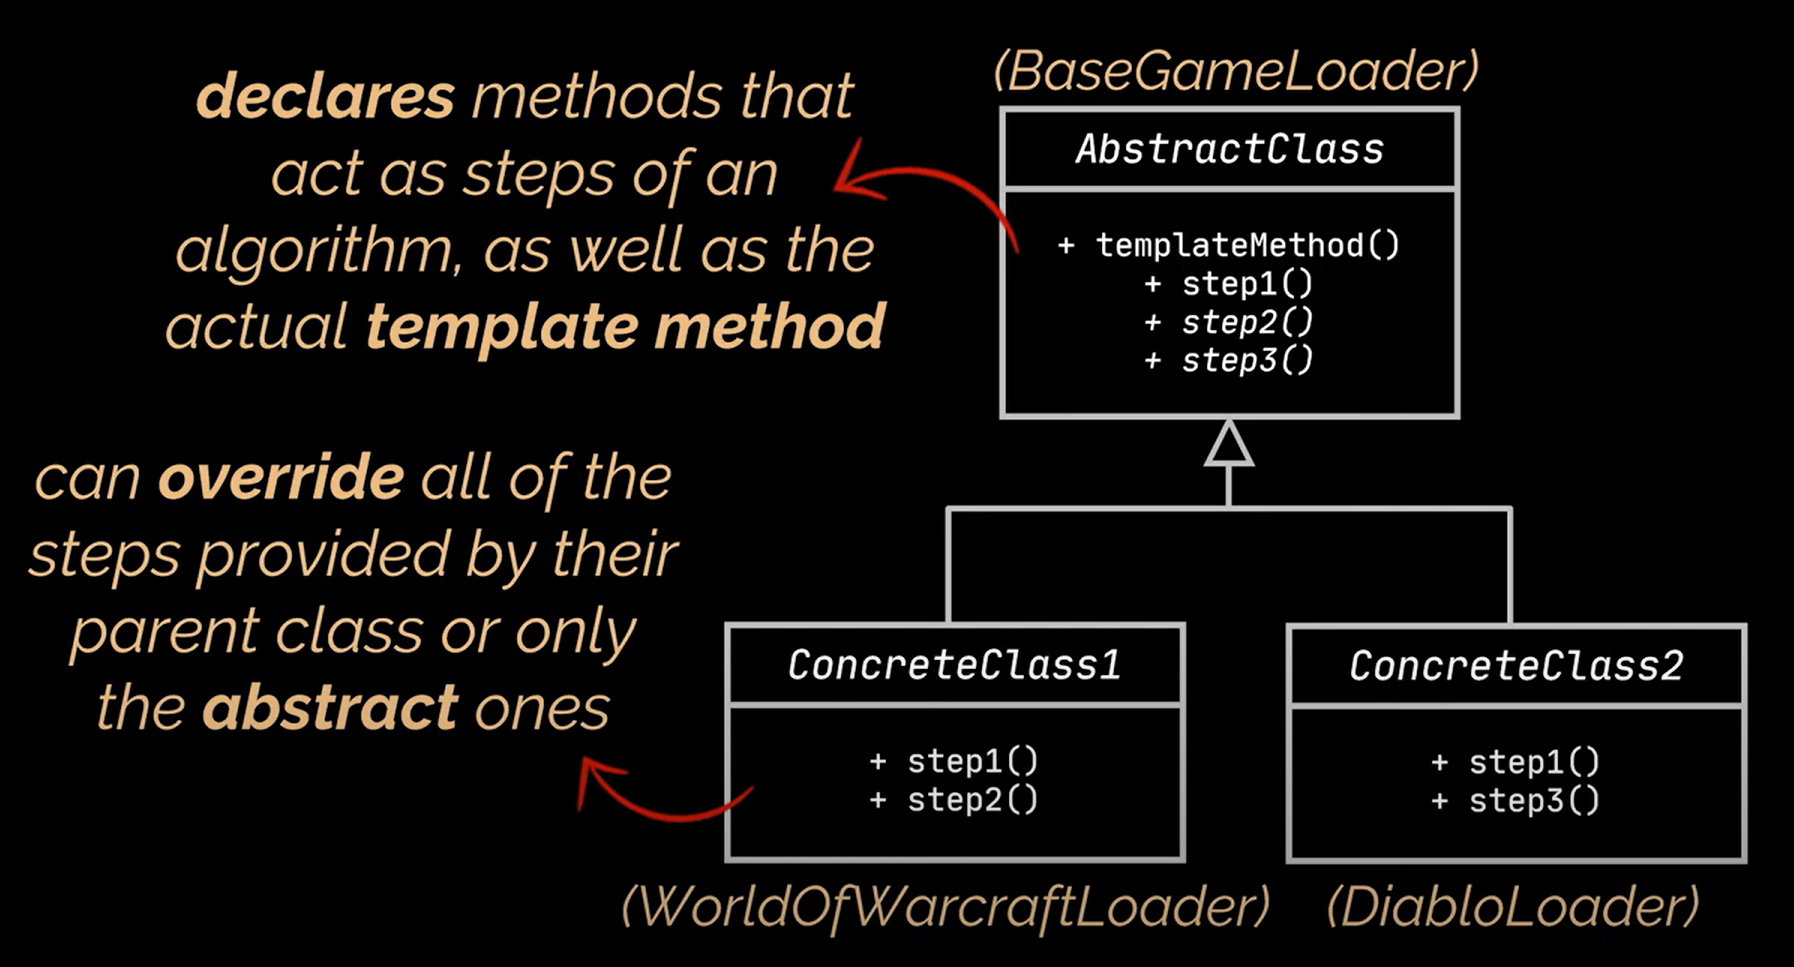 declares methods that
act as steps of an
algorithm, as well as the
actual template method
can override all of the
steps provided by their
parent class or only
the abstract ones
(BaseGameLoader)
AbstractClass
+ templateMethod()
+ step1()
+ step2()
+ step3()
ConcreteClass1
+ step1()
+ step2()
(WorldOfWarcraftLoader)
ConcreteClass2
+ step1()
+ step3()
(DiabloLoader)